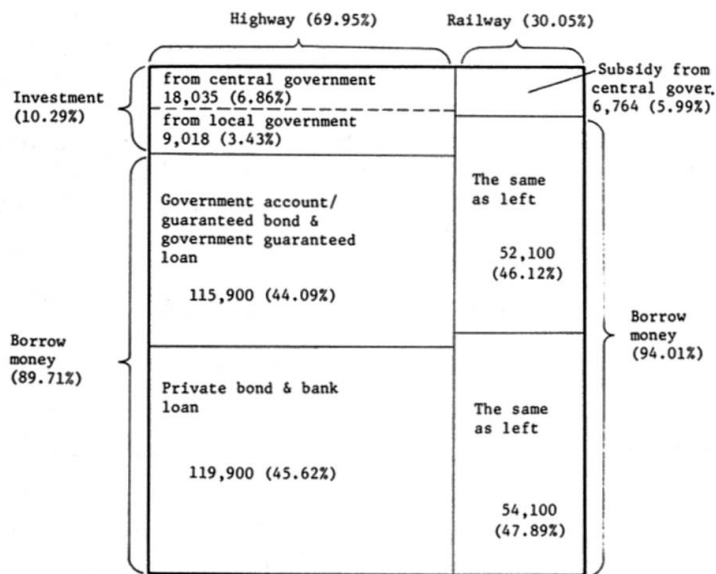 Highway (69.95%)
Railway (30.05%)
Investment
(10.29%)
from central government
18,035 (6.86%)
from local government
9,018 (3.43%)
Subsidy from
central gover.
6,764 (5.99%)
Borrow
money
(89.71%)
Government account/
guaranteed bond &
government guaranteed
loan
115,900 (44.09%)
The same
as left
52,100
(46.12%)
Private bond & bank
loan
119,900 (45.62%)
The same
as left
54,100
(47.89%)
Borrow
money
(94.01%)